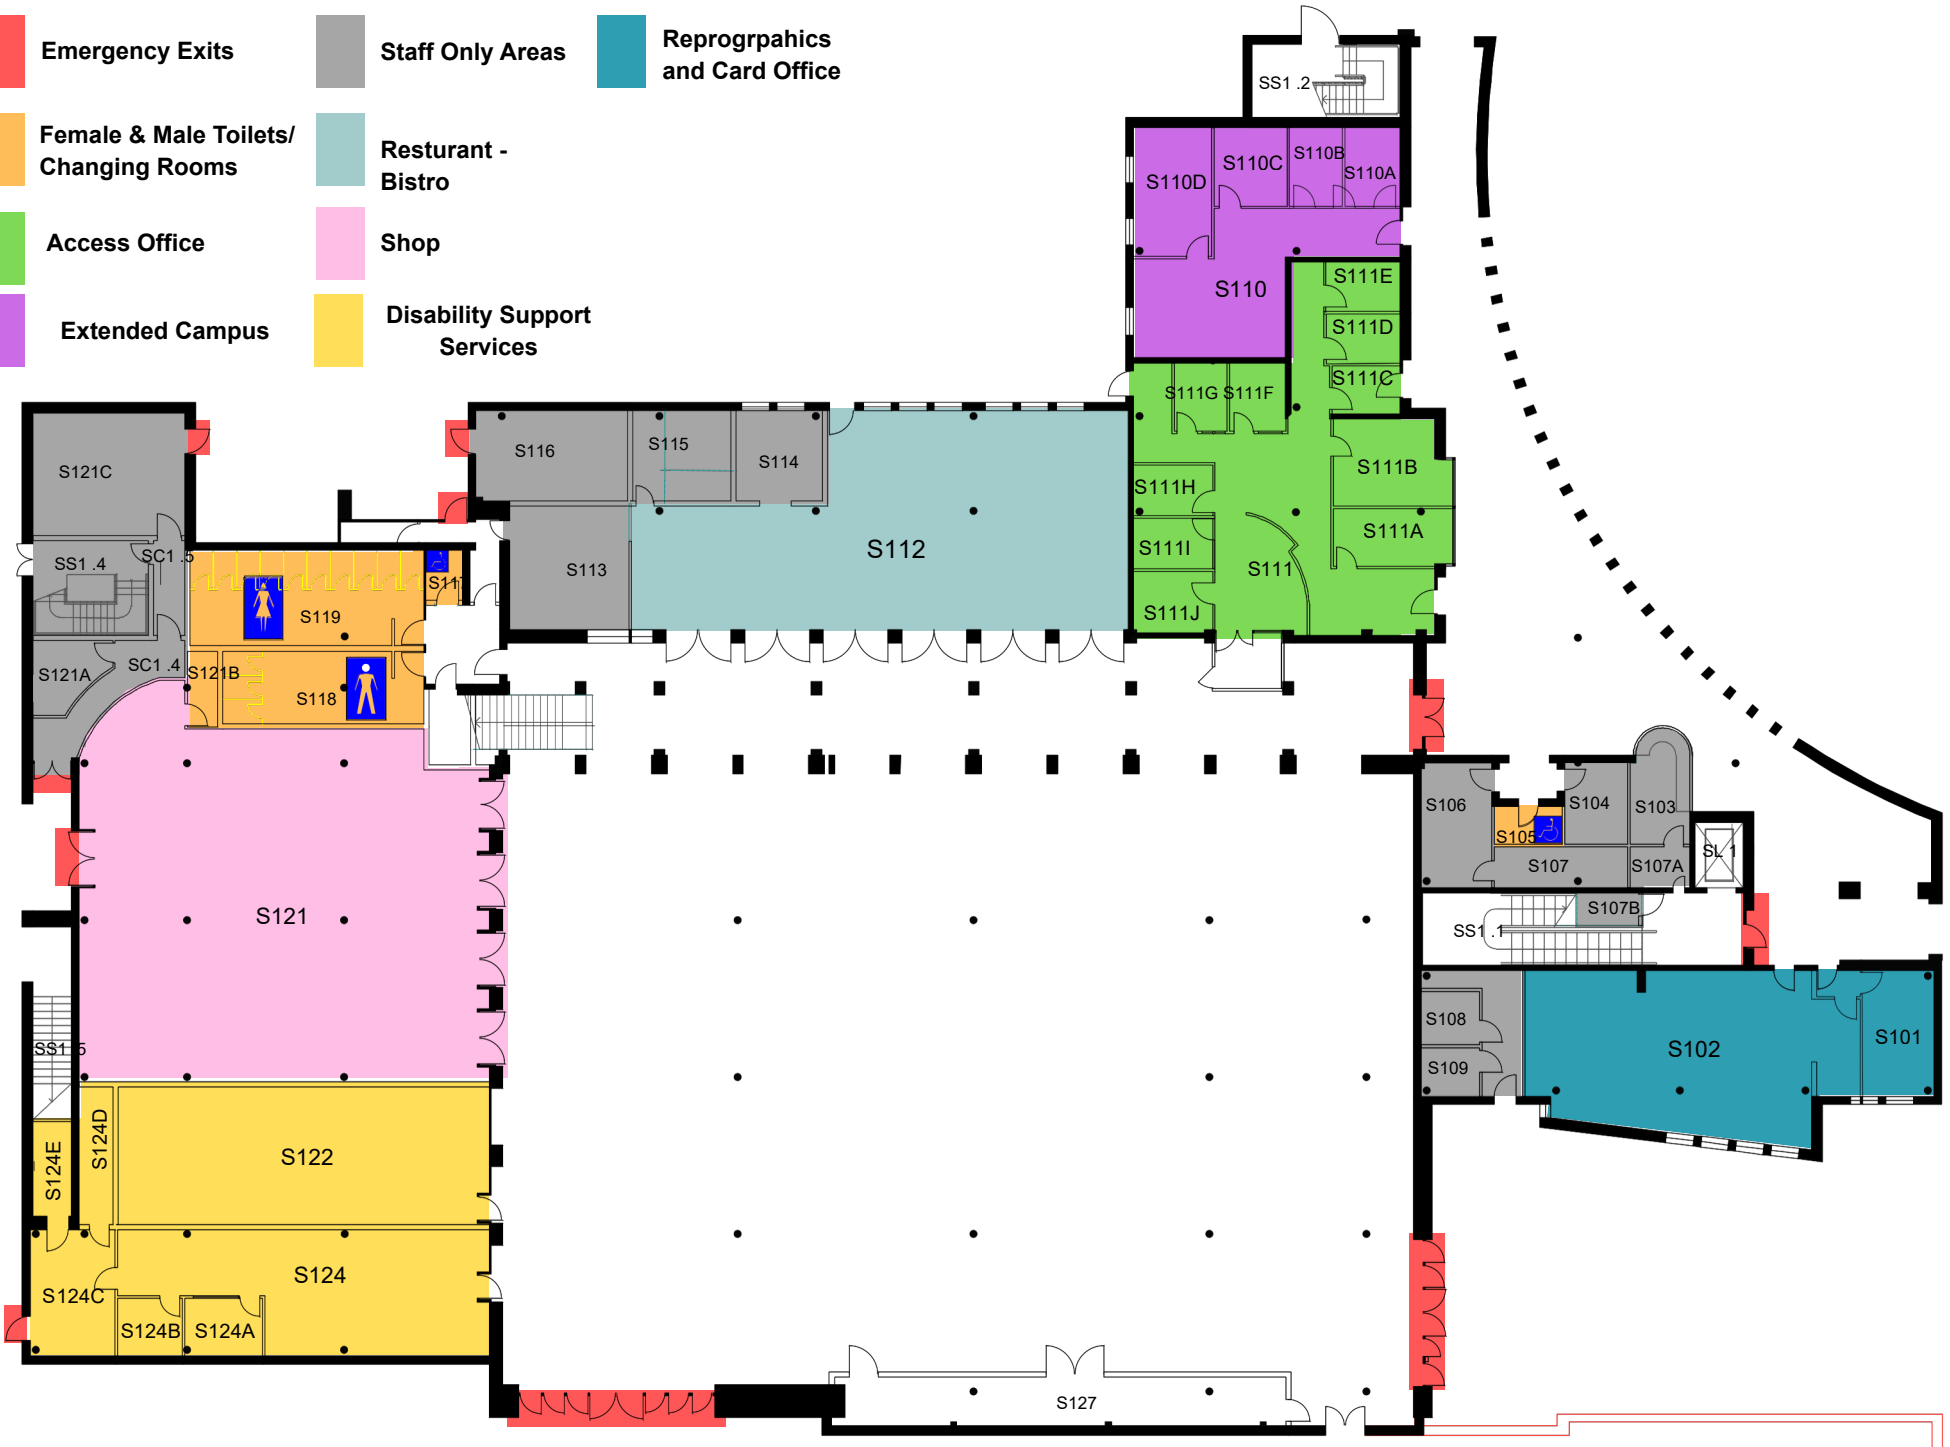 Emergency Exits
Staff Only Areas
Reprogrpahics
and Card Office
Female & Male Toilets/
Changing Rooms
Resturant -
Bistro
Access Office
Shop
Extended Campus
Disability Support
Services
SS1 .2
S110D
S110C
S110B
S110A
S110
S111E
S111D
S111C
S111G
S111F
S111B
S111H
S111A
S111I
S111
S111J
S116
S115
S114
S113
S112
S121C
SS1 .4
SC1 .5
S117
S119
S121A
SC1 .4
S121B
S118
S106
S105
S104
S103
S107
S107A
SL 1
S107B
SS1 .1
S121
S108
S109
S102
S101
SS1 .5
S124D
S124E
S122
S124
S124C
S124B
S124A
S127